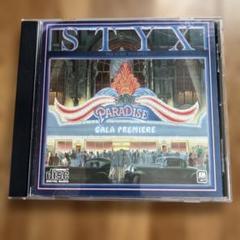 STYX
PARADISE
GALA PREMIERE
A&M